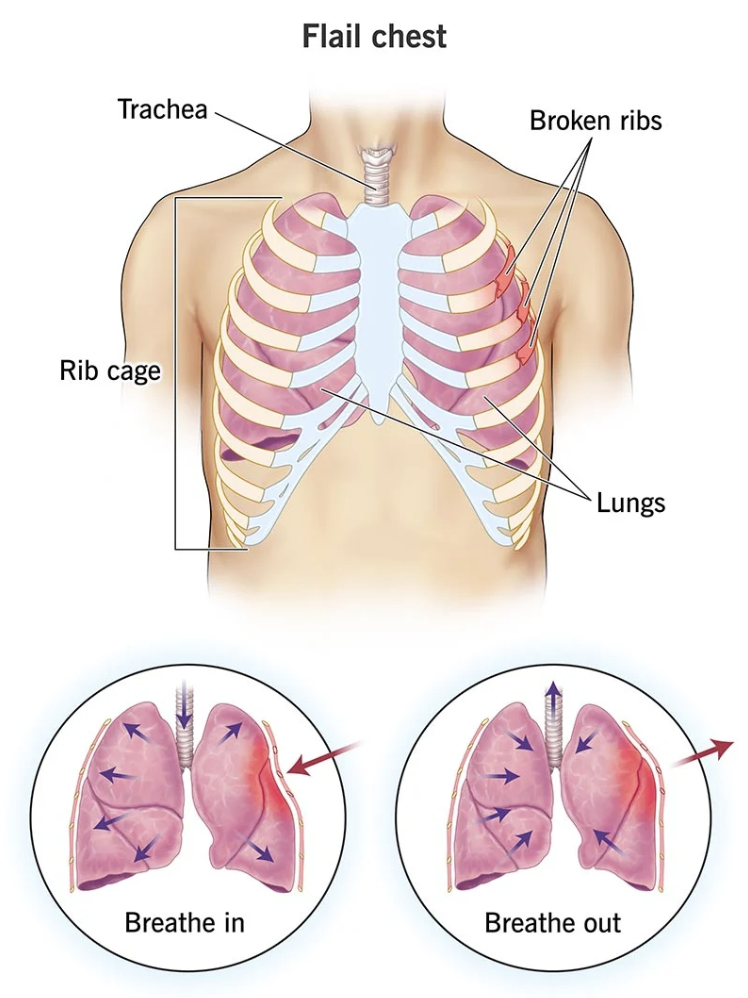 Flail chest
Trachea
Broken ribs
Rib cage
Lungs
Breathe in
Breathe out